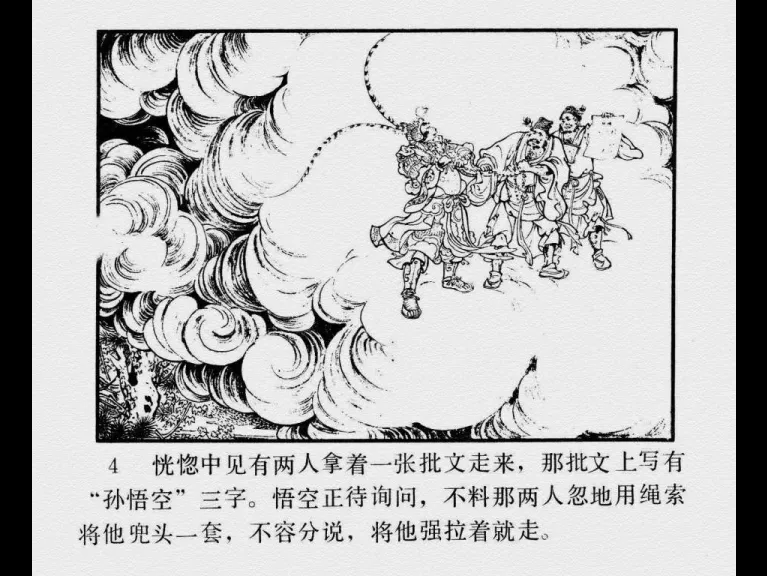 4 恍惚中见有两人拿着一张批文走来，那批文上写有
“孙悟空”三字。悟空正待询问，不料那两人忽地用绳索
将他兜头一套，不容分说，将他强拉着就走。